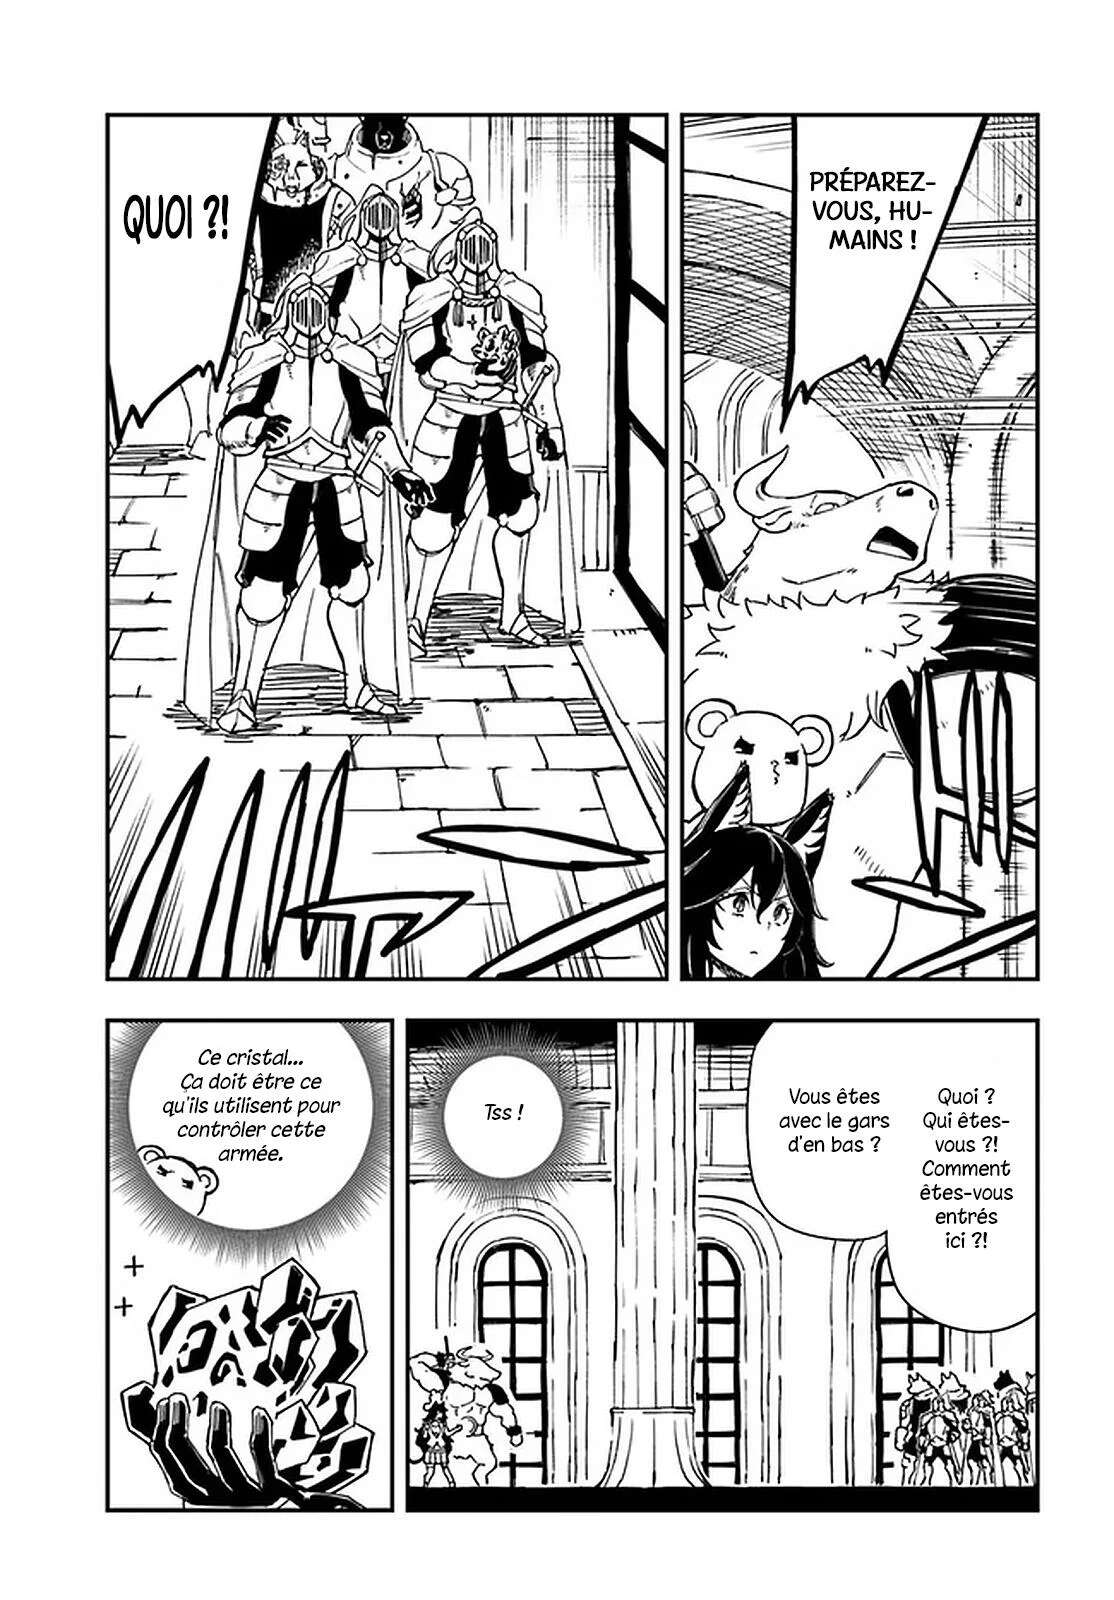 PRÉPAREZ-
VOUS, HU-
MAINS !
QUOI ?!
Quoi ?
Qui êtes-
vous ?!
Comment
êtes-vous
entrés
ici ?!
Vous êtes
avec le gars
d'en bas ?
Tss !
Ce cristal...
Ça doit être ce
qu'ils utilisent pour
contrôler cette
armée.